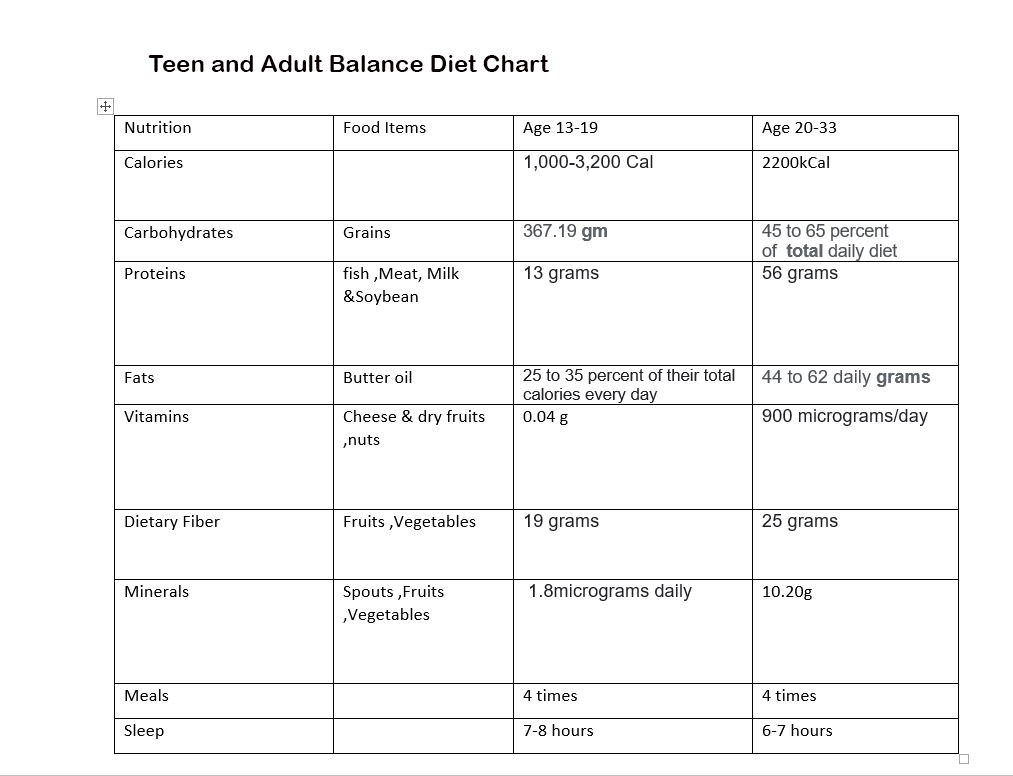 Teen and Adult Balance Diet Chart
Nutrition Food Items Age 13-19 Age 20-33
Calories 1,000-3,200 Cal 2200kCal
Carbohydrates Grains 367.19 gm 45 to 65 percent
of total daily diet
Proteins fish ,Meat, Milk 13 grams 56 grams
&Soybean
Fats Butter oil 25 to 35 percent of their total 44 to 62 daily grams
calories every day
Vitamins Cheese & dry fruits 0.04 g 900 micrograms/day
,nuts
Dietary Fiber Fruits ,Vegetables 19 grams 25 grams
Minerals Spouts ,Fruits 1.8micrograms daily 10.20g
,Vegetables
Meals 4 times 4 times
Sleep 7-8 hours 6-7 hours